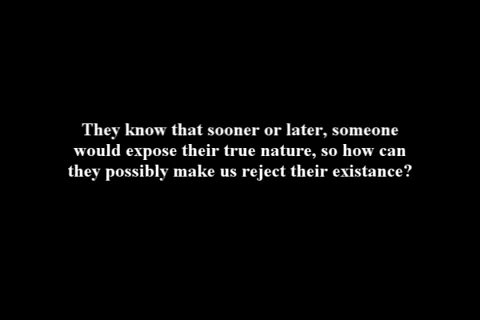 They know that sooner or later, someone
would expose their true nature, so how can
they possibly make us reject their existance?